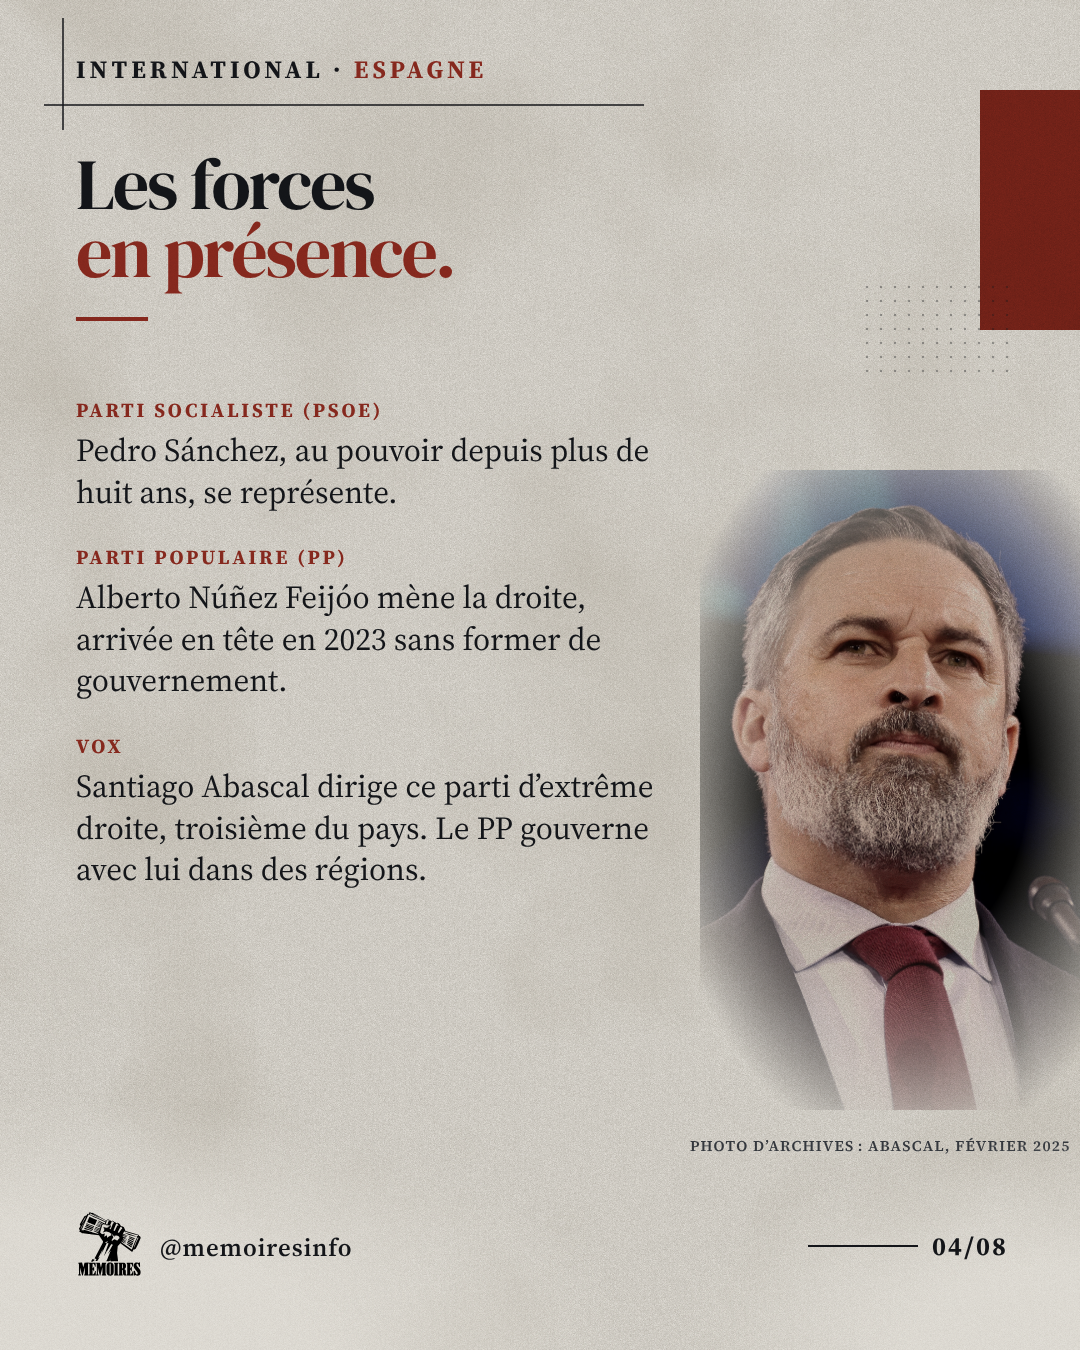 INTERNATIONAL · ESPAGNE
Les forces
en présence.
PARTI SOCIALISTE (PSOE)
Pedro Sánchez, au pouvoir depuis plus de
huit ans, se représente.
PARTI POPULAIRE (PP)
Alberto Núñez Feijóo mène la droite,
arrivée en tête en 2023 sans former de
gouvernement.
VOX
Santiago Abascal dirige ce parti d’extrême
droite, troisième du pays. Le PP gouverne
avec lui dans des régions.
PHOTO D’ARCHIVES : ABASCAL, FÉVRIER 2025
MÉMOIRES
@memoiresinfo
04/08